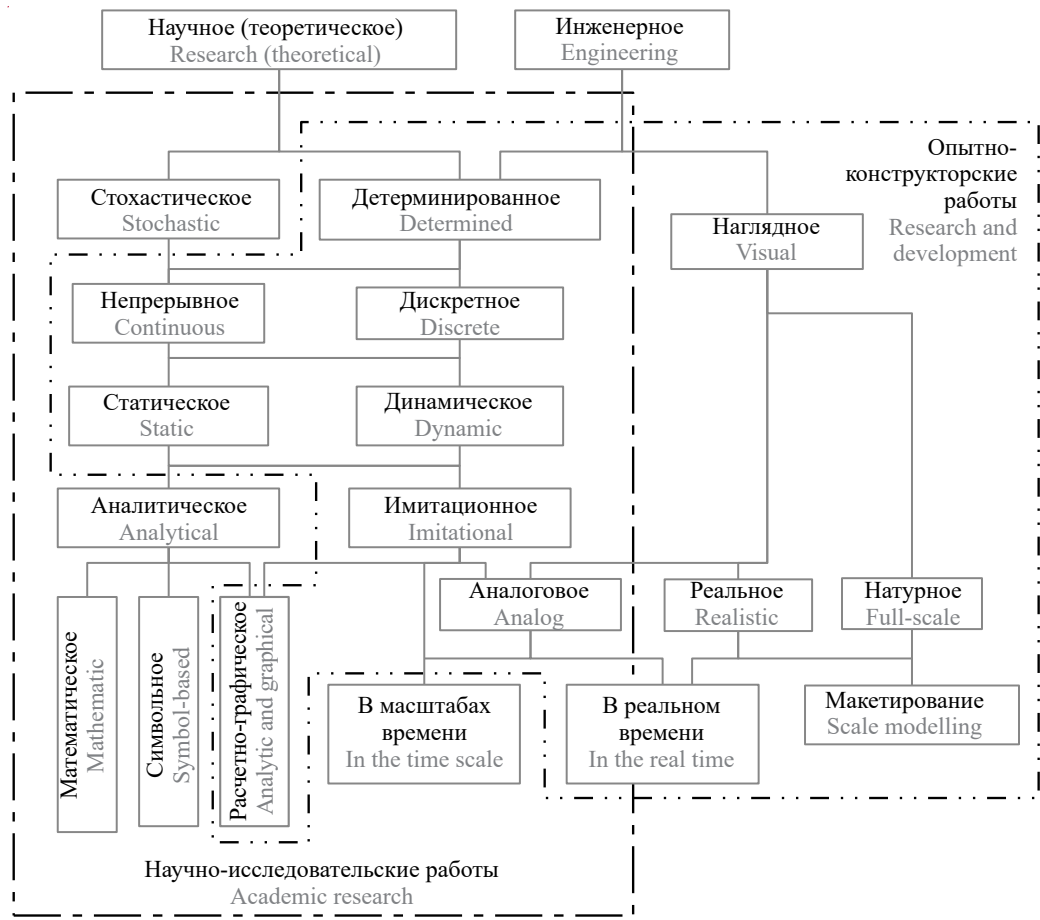 Научное (теоретическое)
Research (theoretical)
Инженерное
Engineering
Опытно-
конструкторские
работы
Research and
development
Стохастическое
Stochastic
Детерминированное
Determined
Наглядное
Visual
Непрерывное
Continuous
Дискретное
Discrete
Статическое
Static
Динамическое
Dynamic
Аналитическое
Analytical
Имитационное
Imitational
Аналоговое
Analog
Реальное
Realistic
Натурное
Full-scale
Математическое
Mathematic
Символьное
Symbol-based
Расчетно-графическое
Analytic and graphical
В масштабах
времени
In the time scale
В реальном
времени
In the real time
Макетирование
Scale modelling
Научно-исследовательские работы
Academic research